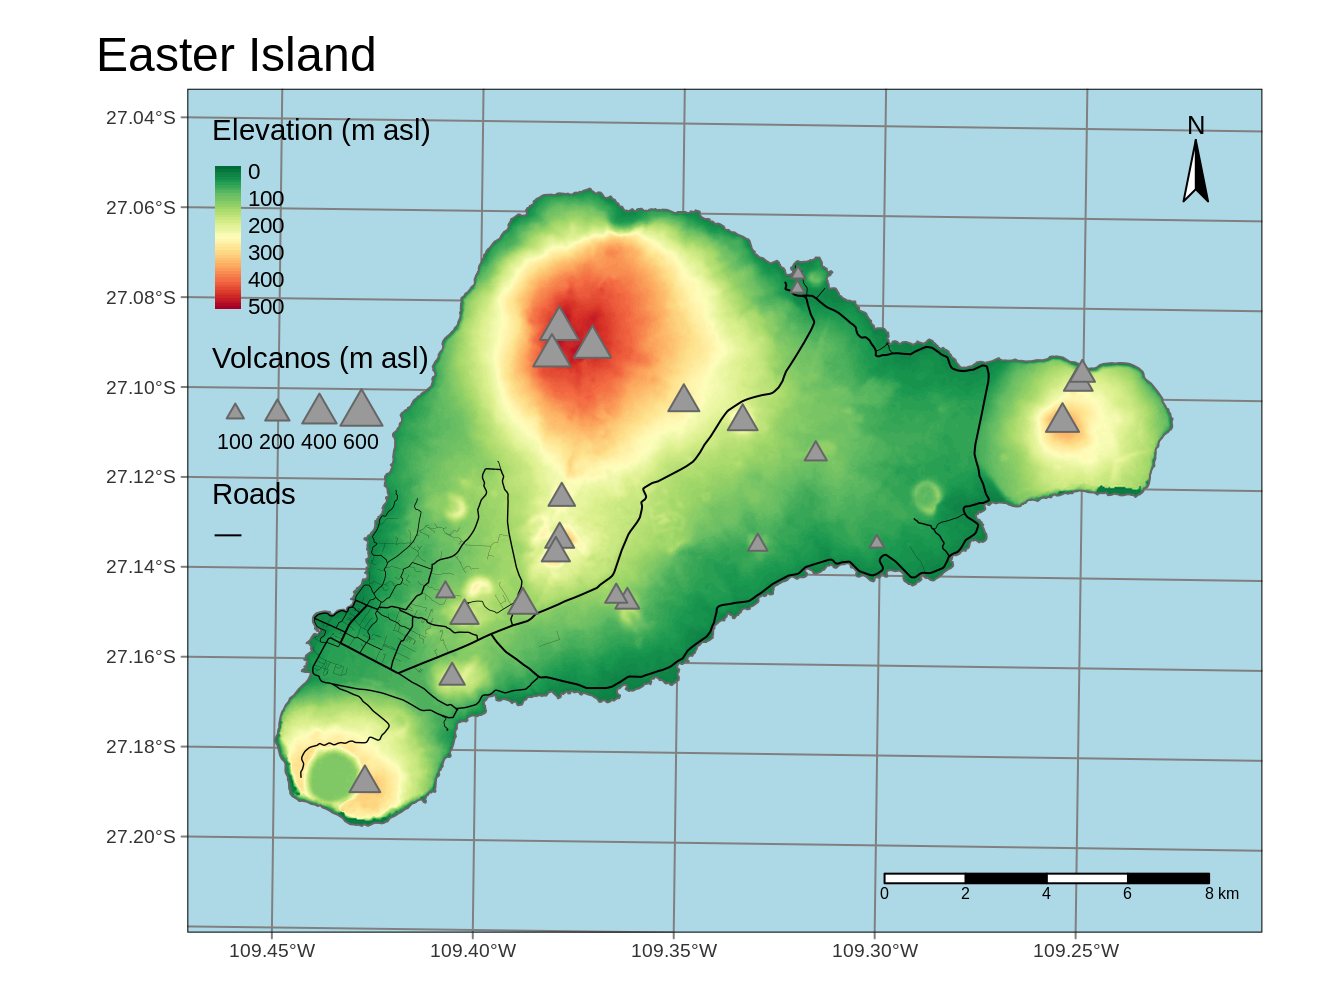 Easter Island
27.04°S
27.06°S
27.08°S
27.10°S
27.12°S
27.14°S
27.16°S
27.18°S
27.20°S
Elevation (m asl)
0
100
200
300
400
500
Volcanos (m asl)
100 200 400 600
Roads
N
0 2 4 6 8 km
109.45°W 109.40°W 109.35°W 109.30°W 109.25°W